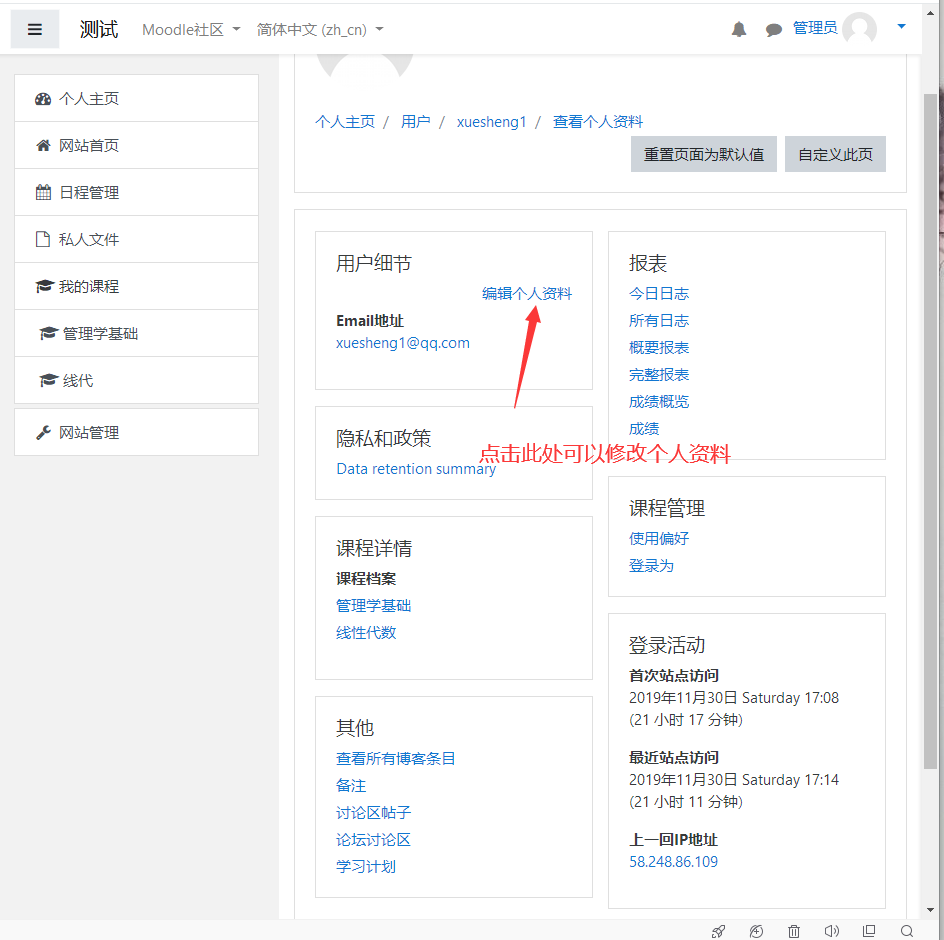 测试 Moodle社区 简体中文 (zh_cn) 管理员
个人主页
网站首页
日程管理
私人文件
我的课程
管理学基础
线代
网站管理
个人主页 / 用户 / xuesheng1 / 查看个人资料
重置页面为默认值 自定义此页
用户细节
编辑个人资料
Email地址
xuesheng1@qq.com
隐私和政策
Data retention summary
点击此处可以修改个人资料
课程详情
课程档案
管理学基础
线性代数
其他
查看所有博客条目
备注
讨论区帖子
论坛讨论区
学习计划
报表
今日日志
所有日志
概要报表
完整报表
成绩概览
成绩
课程管理
使用偏好
登录为
登录活动
首次站点访问
2019年11月30日 Saturday 17:08
(21 小时 17 分钟)
最近站点访问
2019年11月30日 Saturday 17:14
(21 小时 11 分钟)
上一回IP地址
58.248.86.109